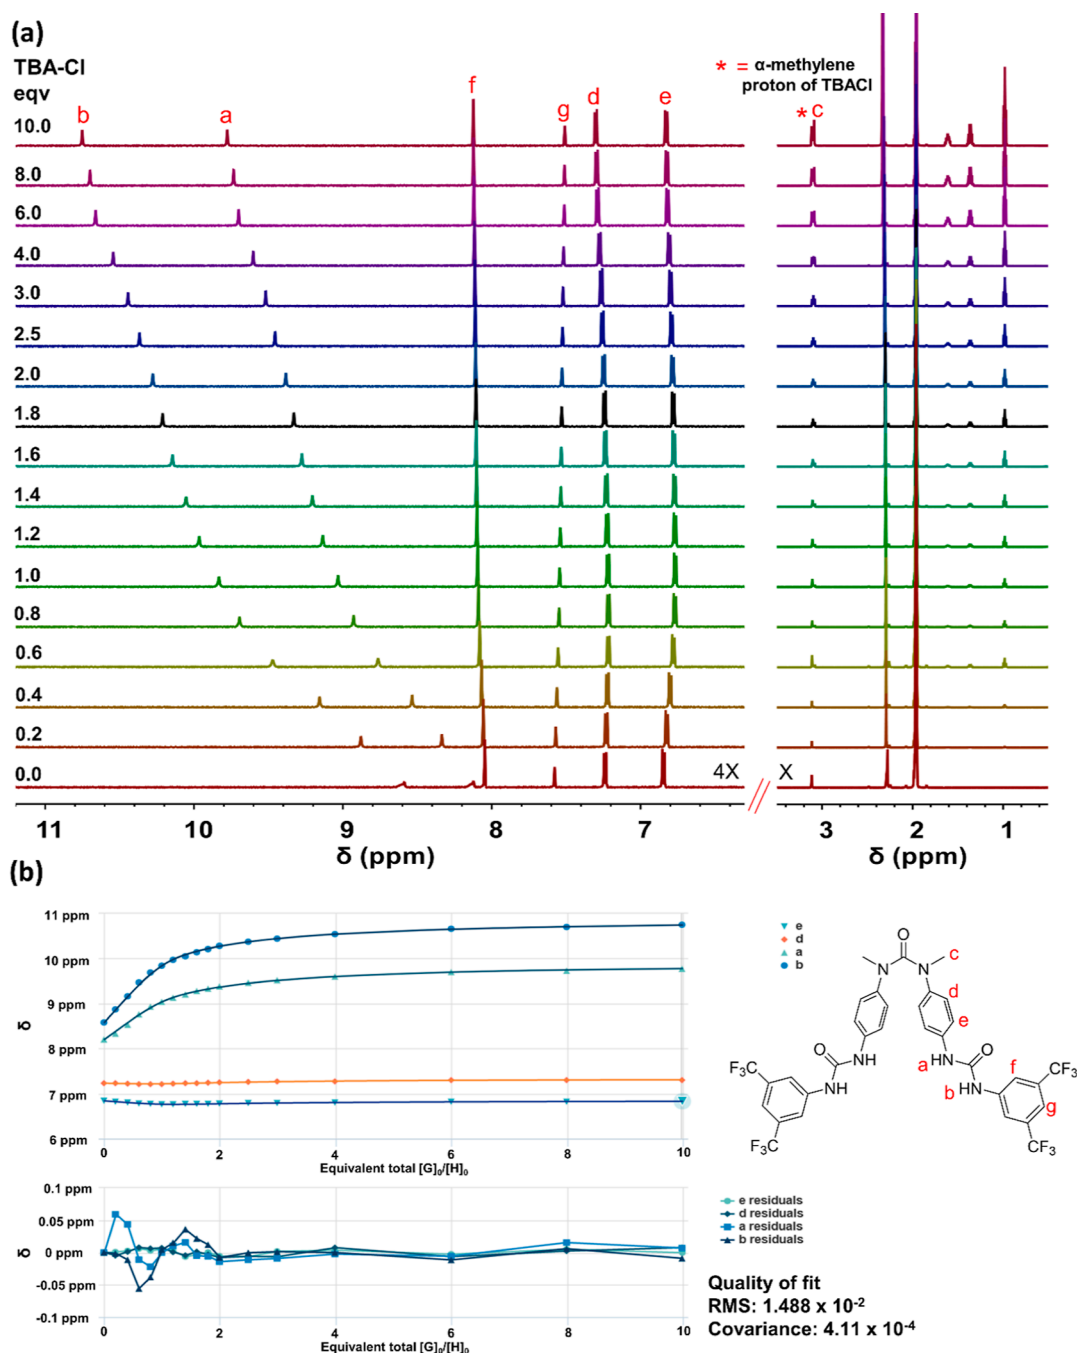 (a)
TBA-Cl
eqv
* = α-methylene
proton of TBACl
b
a
f
g
d
e
* c
10.0
8.0
6.0
4.0
3.0
2.5
2.0
1.8
1.6
1.4
1.2
1.0
0.8
0.6
0.4
0.2
0.0
4X
X
11 10 9 8 7 3 2 1
δ (ppm) δ (ppm)
(b)
11 ppm
10 ppm
9 ppm
8 ppm
7 ppm
6 ppm
δ
0 2 4 6 8 10
Equivalent total [G]₀/[H]₀
e
d
a
b
O
N
N
c
d
e
O
NH
NH
NH
a
O
NH
b
f
g
F₃C
CF₃
CF₃
CF₃
0.1 ppm
0.05 ppm
0 ppm
-0.05 ppm
-0.1 ppm
δ
0 2 4 6 8 10
Equivalent total [G]₀/[H]₀
e residuals
d residuals
a residuals
b residuals
Quality of fit
RMS: 1.488 x 10⁻²
Covariance: 4.11 x 10⁻⁴